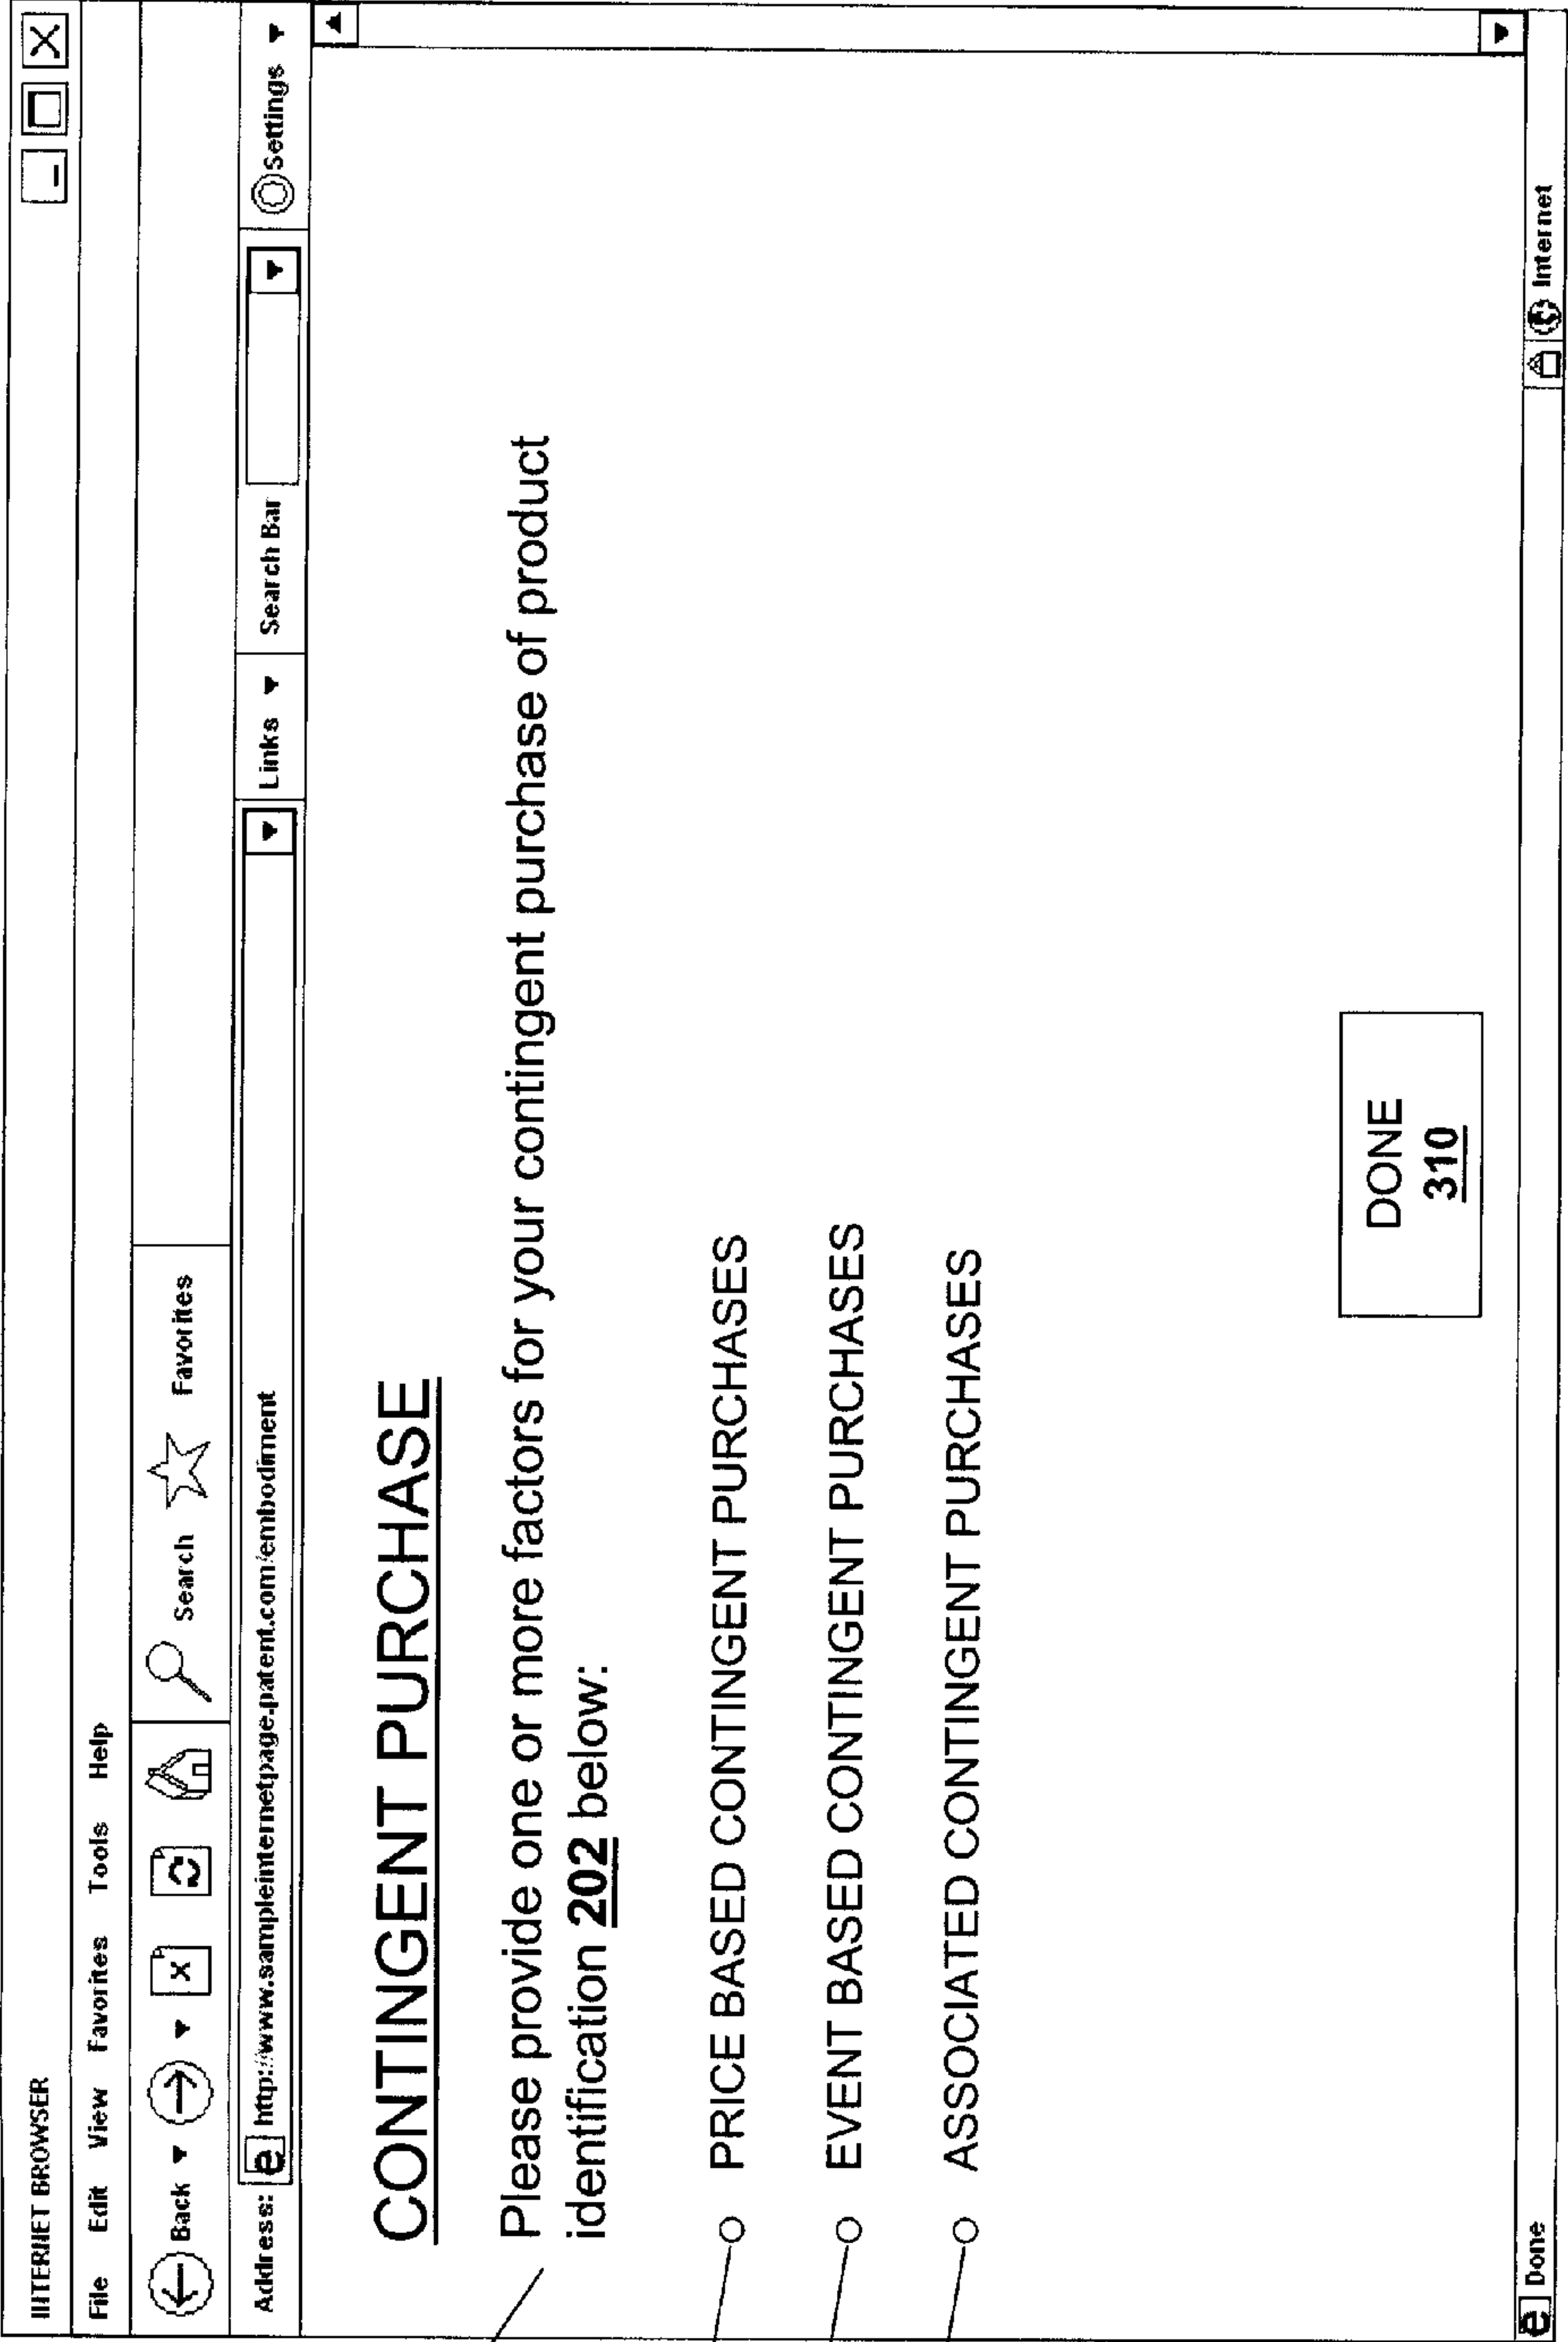 INTERNET BROWSER
File Edit View Favorites Tools Help
Back Search Favorites
Address: e http://www.sampleinternetpage.patent.com/embodiment Links Search Bar Settings
CONTINGENT PURCHASE
Please provide one or more factors for your contingent purchase of product
identification 202 below:
PRICE BASED CONTINGENT PURCHASES
EVENT BASED CONTINGENT PURCHASES
ASSOCIATED CONTINGENT PURCHASES
DONE
310
e Done Internet